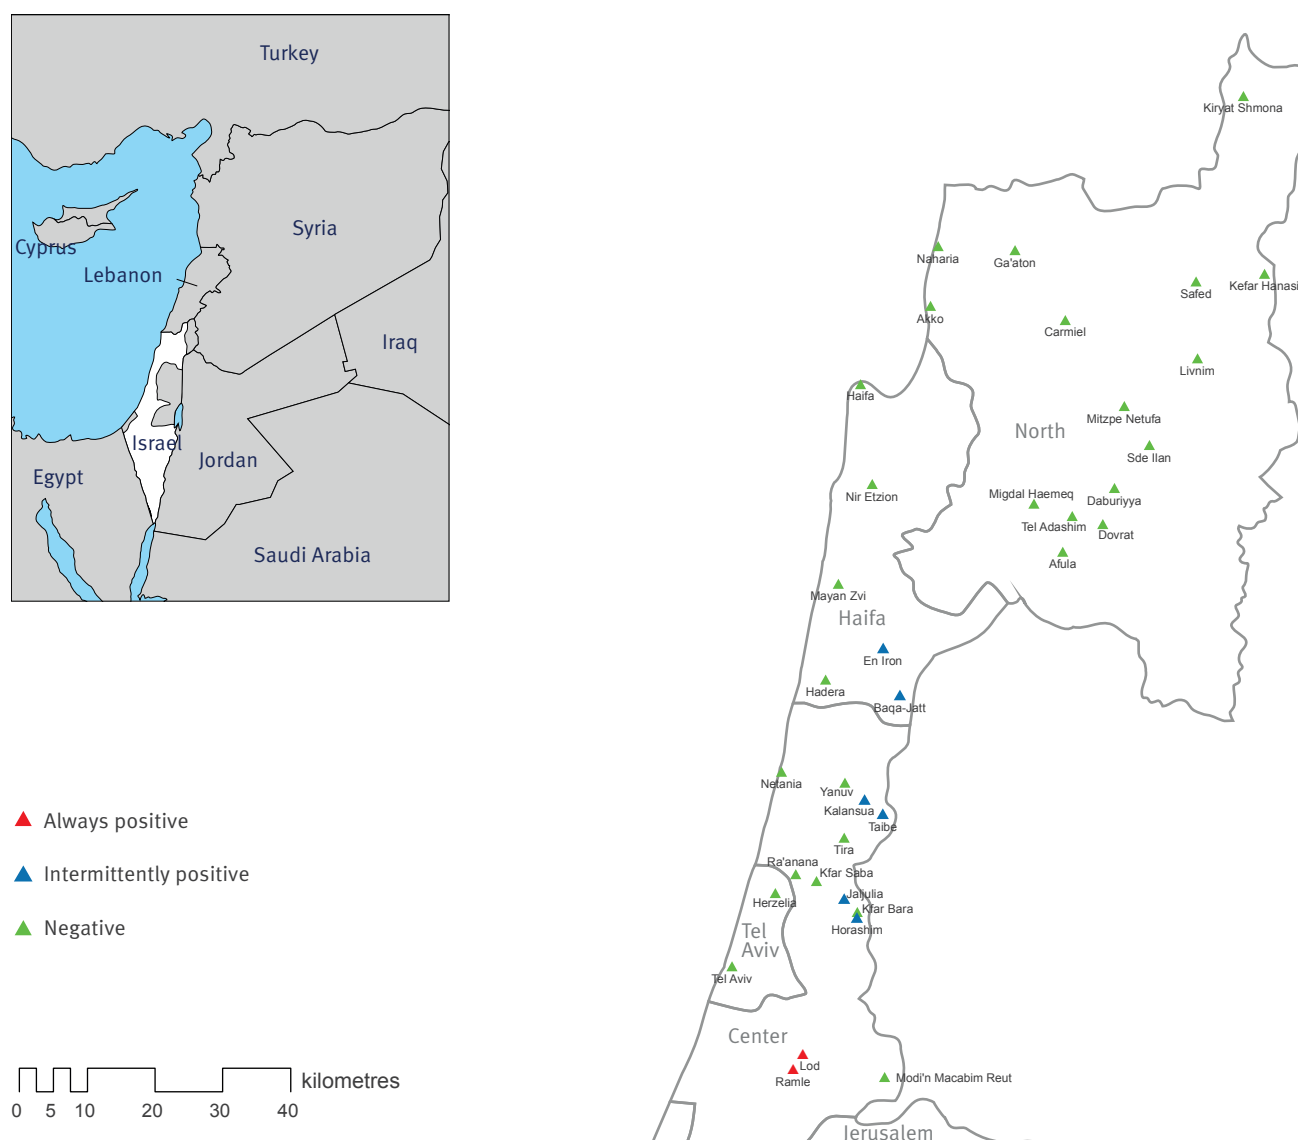 Turkey
Syria
Cyprus
Lebanon
Iraq
Israel
Jordan
Egypt
Saudi Arabia
Always positive
Intermittently positive
Negative
kilometres
0 5 10 20 30 40
Kiryat Shmona
Naharia
Ga'aton
Safed
Kefar Hanasi
Akko
Carmiel
Livnim
Haifa
Mitzpe Netufa
North
Sde Ilan
Nir Etzion
Migdal Haemeq
Daburiyya
Tel Adashim
Dovrat
Afula
Mayan Zvi
Haifa
En Iron
Hadera
Baqa-Jatt
Netania
Yanuv
Kalansua
Taibe
Tira
Ra'anana
Kfar Saba
Herzelia
Jaljulia
Kfar Bara
Horashim
Tel
Aviv
Tel Aviv
Center
Lod
Ramle
Modi'n Macabim Reut
Jerusalem